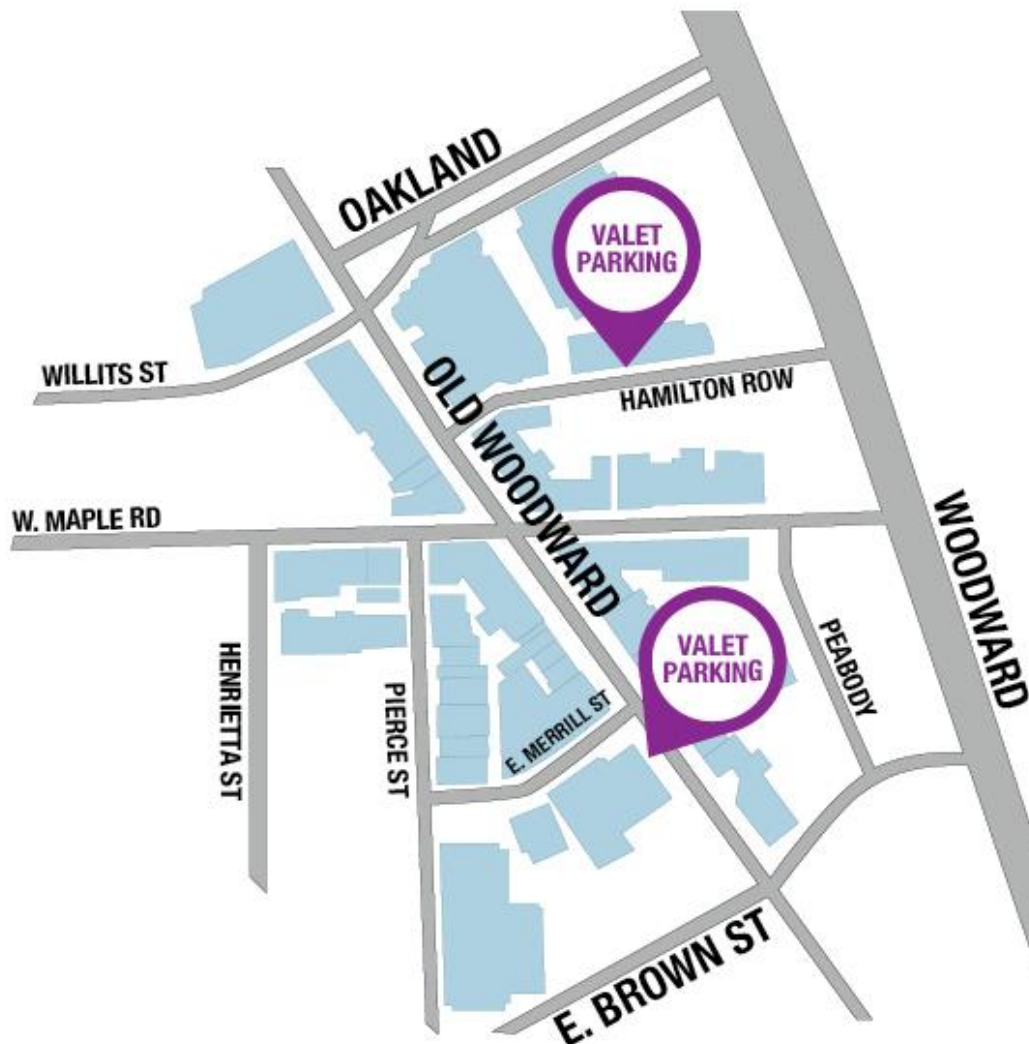 OAKLAND
VALET
PARKING
WILLITS ST
OLD WOODWARD
HAMILTON ROW
W. MAPLE RD
WOODWARD
HENRIETTA ST
PIERCE ST
E. MERRILL ST
VALET
PARKING
PEABODY
E. BROWN ST